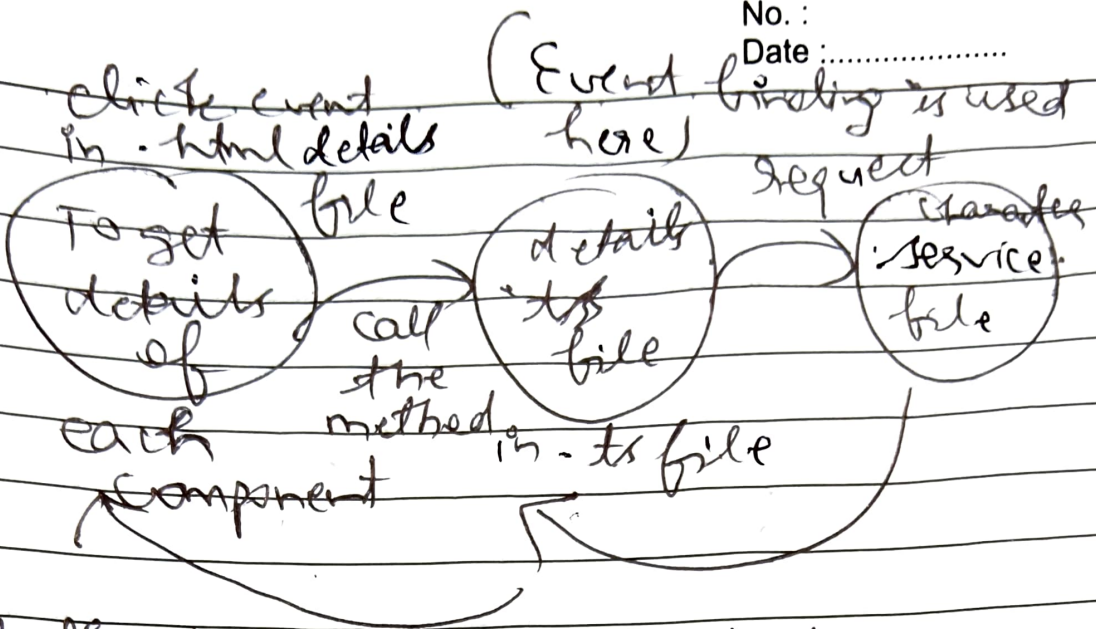 No. :
Date :...................
(Event binding is used
here)
click event
in .html details
file
To get
details
of
each
component
call
the
method
in .ts file
details
.ts
file
request
character
.service.
file